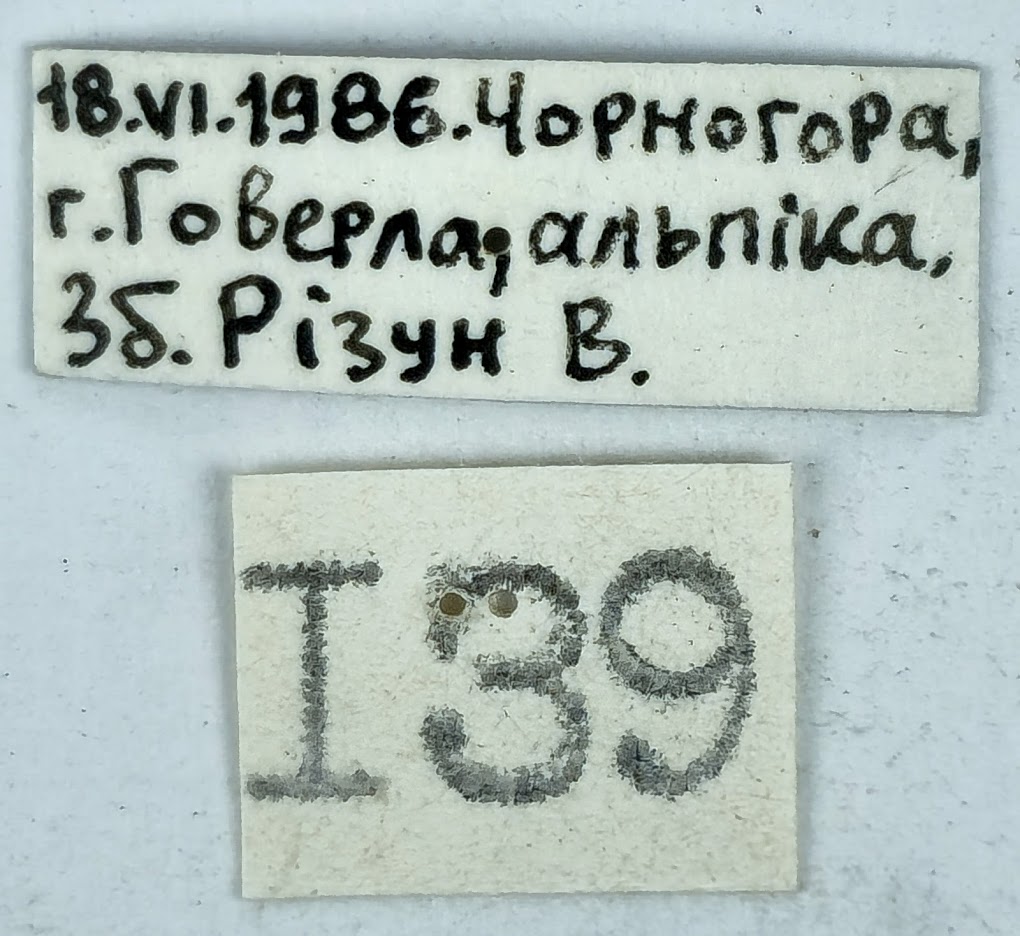 18.VI.1986. Чорногора,
г. Говерла, альпіка,
Зб. Різун В.
I39